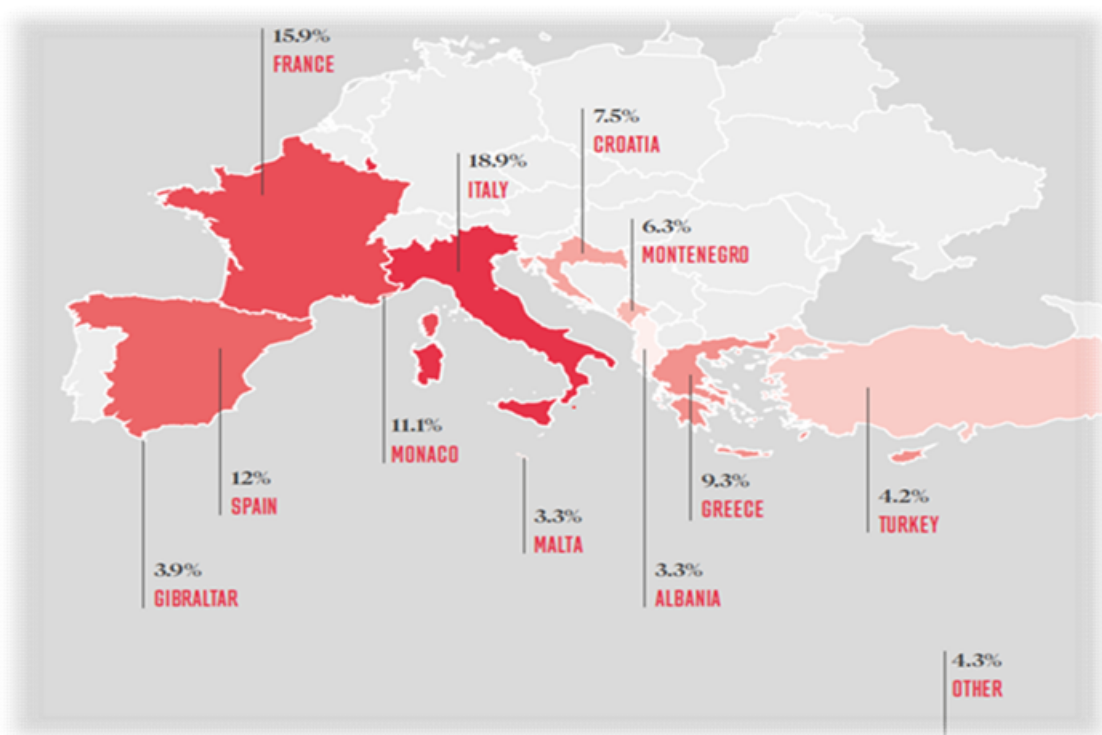 15.9%
FRANCE
7.5%
CROATIA
18.9%
ITALY
6.3%
MONTENEGRO
11.1%
MONACO
12%
SPAIN
9.3%
GREECE
4.2%
TURKEY
3.3%
MALTA
3.9%
GIBRALTAR
3.3%
ALBANIA
4.3%
OTHER